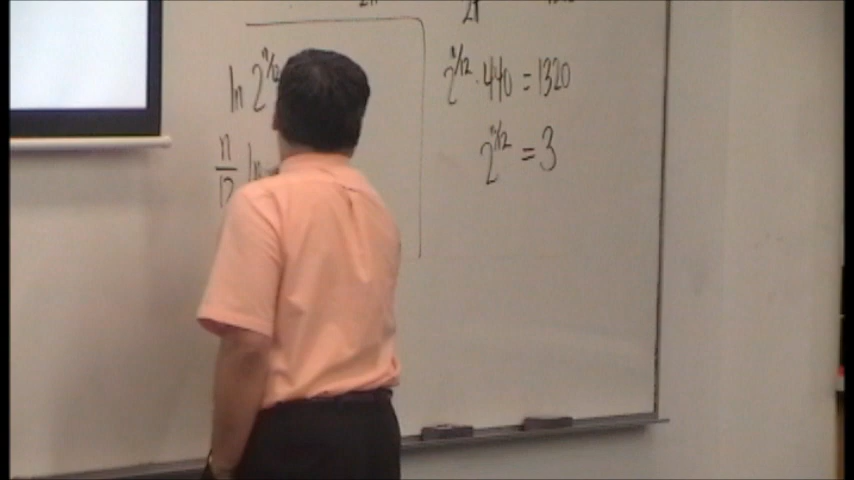 ln 2^{n/12}
n/12 ln
2^{n/12} · 440 = 1320
2^{n/12} = 3